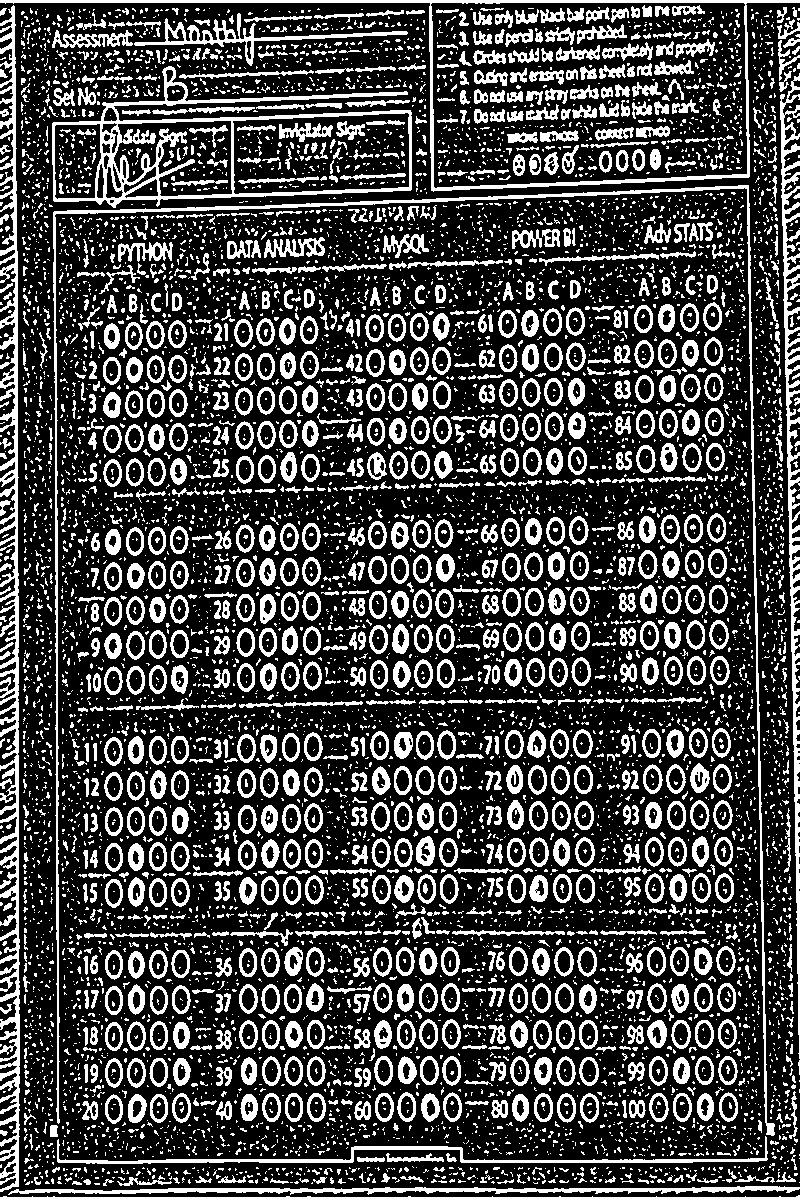 Assessment: Monthly
Set No: B
2. Use only blue/black ball point pen to fill the circles.
3. Use of pencil is strictly prohibited.
4. Circles should be darkened completely and properly.
5. Cutting and erasing on this sheet is not allowed.
6. Do not use any stray marks on the sheet.
7. Do not use marker or white fluid to hide the mark.
WRONG METHODS CORRECT METHOD
Candidate Sign: Invigilator Sign:
PYTHON DATA ANALYSIS MySQL POWER BI Adv STATS
A B C D A B C D A B C D A B C D A B C D
1 21 41 61 81
2 22 42 62 82
3 23 43 63 83
4 24 44 64 84
5 25 45 65 85
6 26 46 66 86
7 27 47 67 87
8 28 48 68 88
9 29 49 69 89
10 30 50 70 90
11 31 51 71 91
12 32 52 72 92
13 33 53 73 93
14 34 54 74 94
15 35 55 75 95
16 36 56 76 96
17 37 57 77 97
18 38 58 78 98
19 39 59 79 99
20 40 60 80 100